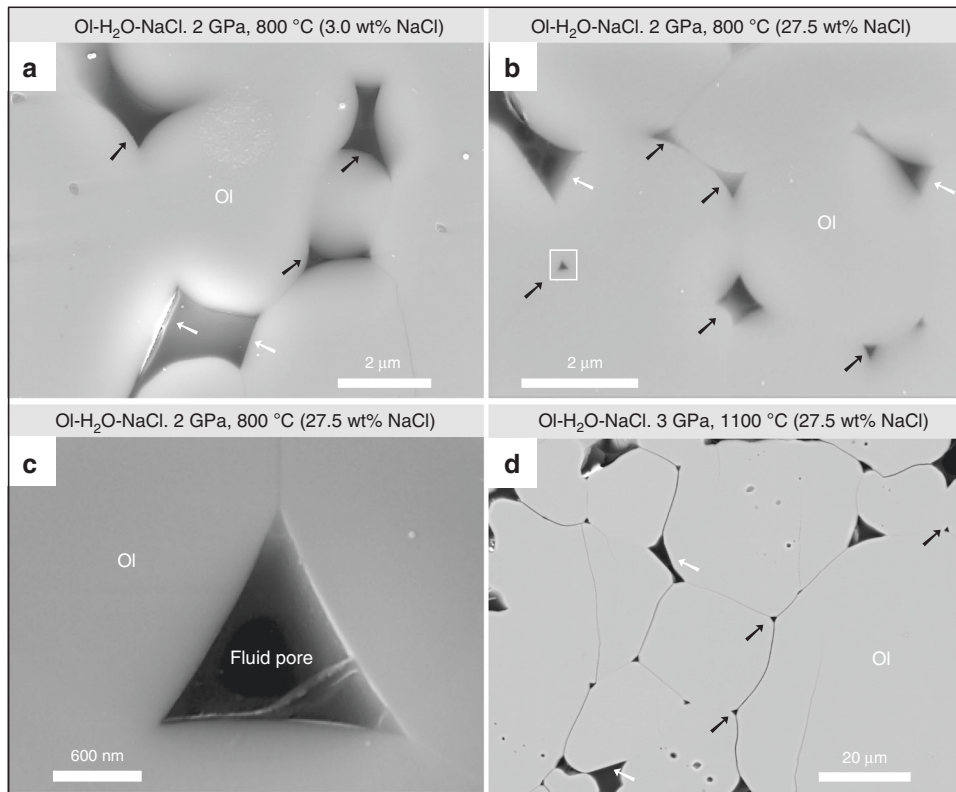 Ol-H₂O-NaCl. 2 GPa, 800 °C (3.0 wt% NaCl)
a
Ol
2 μm
Ol-H₂O-NaCl. 2 GPa, 800 °C (27.5 wt% NaCl)
b
Ol
2 μm
Ol-H₂O-NaCl. 2 GPa, 800 °C (27.5 wt% NaCl)
c
Ol
Fluid pore
600 nm
Ol-H₂O-NaCl. 3 GPa, 1100 °C (27.5 wt% NaCl)
d
Ol
20 μm